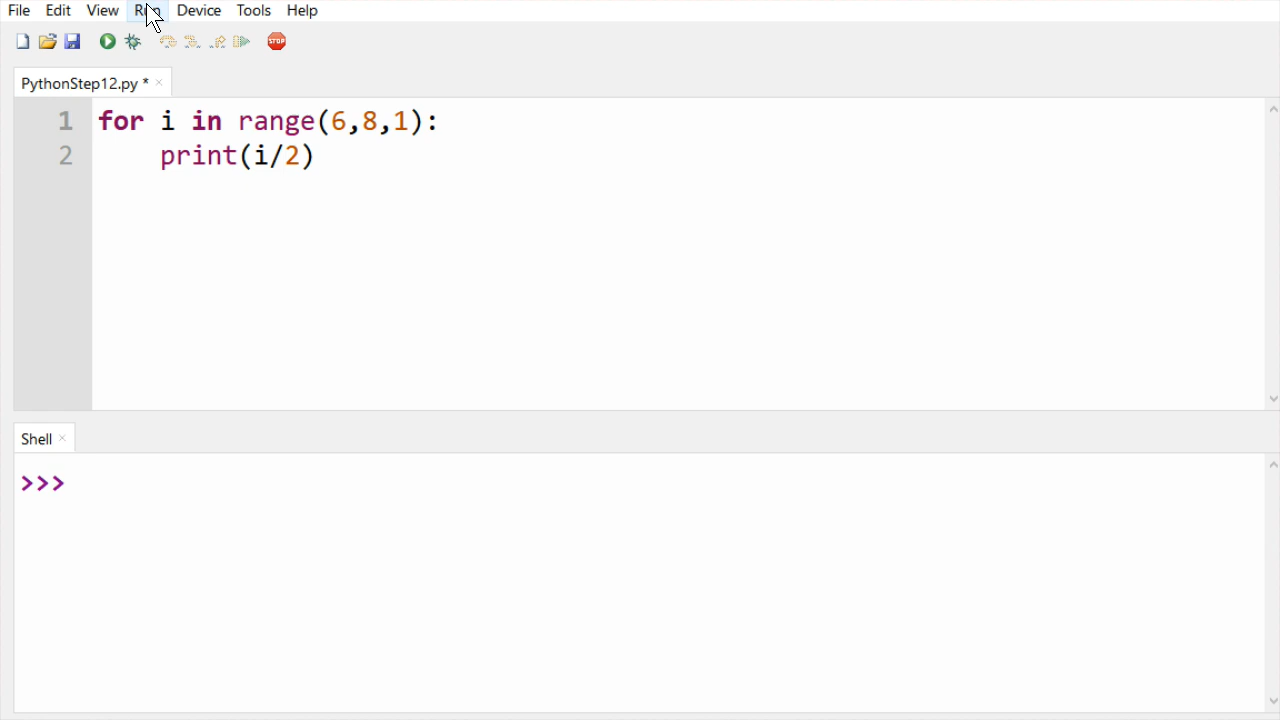 File Edit View Run Device Tools Help
STOP
PythonStep12.py * ×
1 for i in range(6,8,1):
2     print(i/2)
Shell ×
>>>